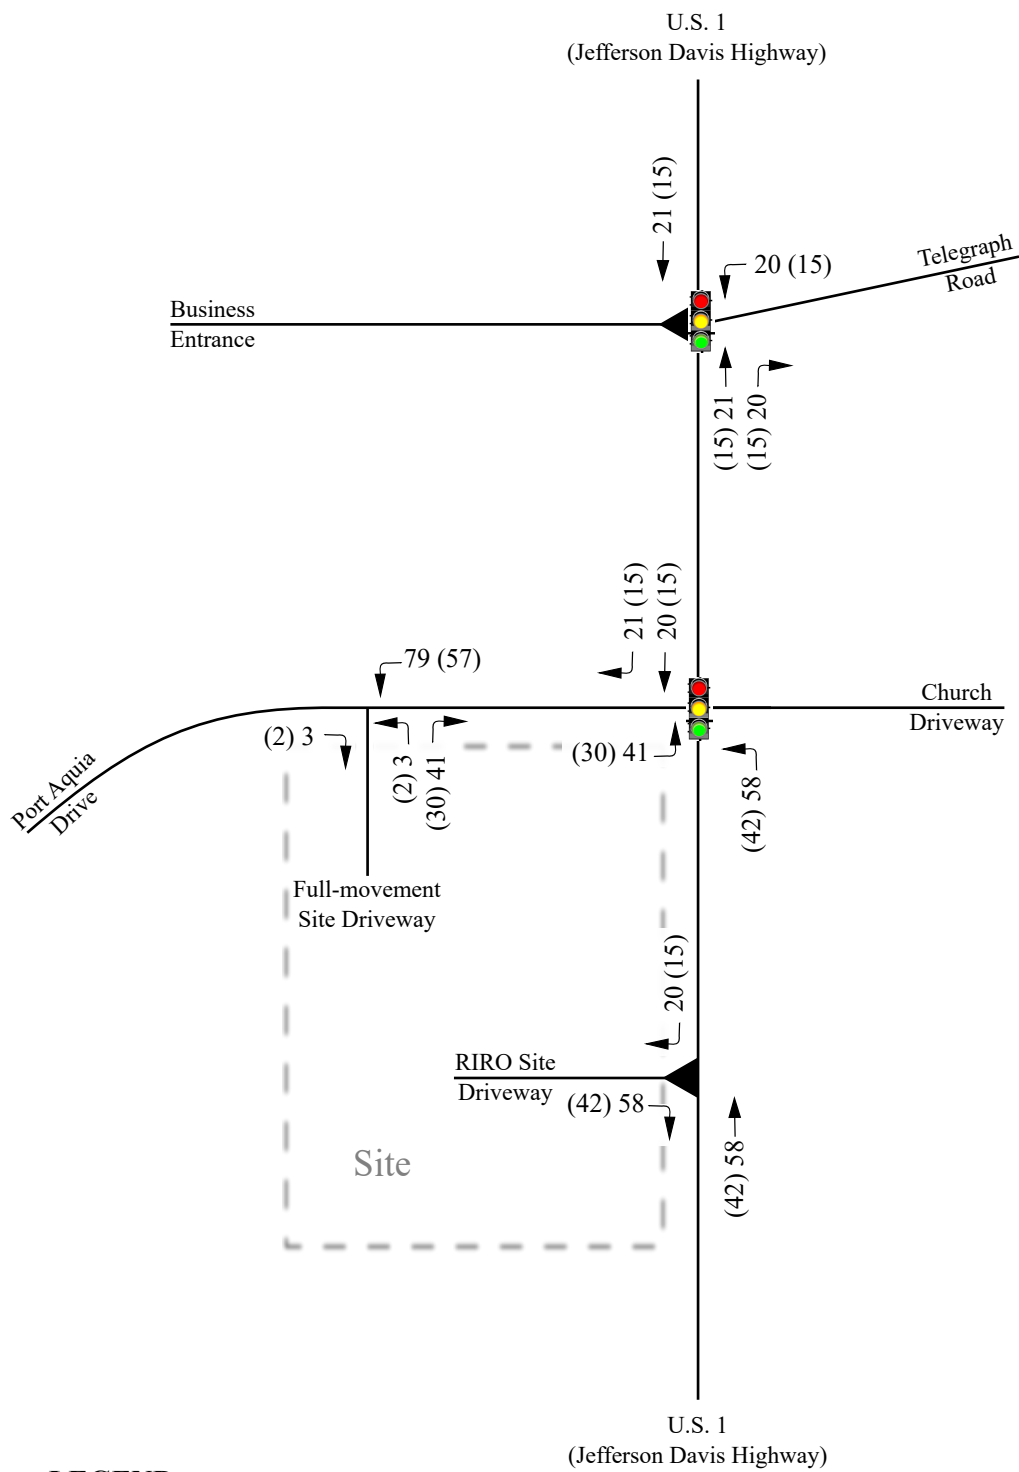 U.S. 1
(Jefferson Davis Highway)
21 (15)
20 (15)
Telegraph
Road
Business
Entrance
(15) 21
(15) 20
21 (15)
20 (15)
79 (57)
Church
Driveway
(2) 3
(30) 41
(2) 3
(30) 41
(42) 58
Port Aquia
Drive
Full-movement
Site Driveway
20 (15)
RIRO Site
Driveway
(42) 58
(42) 58
Site
U.S. 1
(Jefferson Davis Highway)